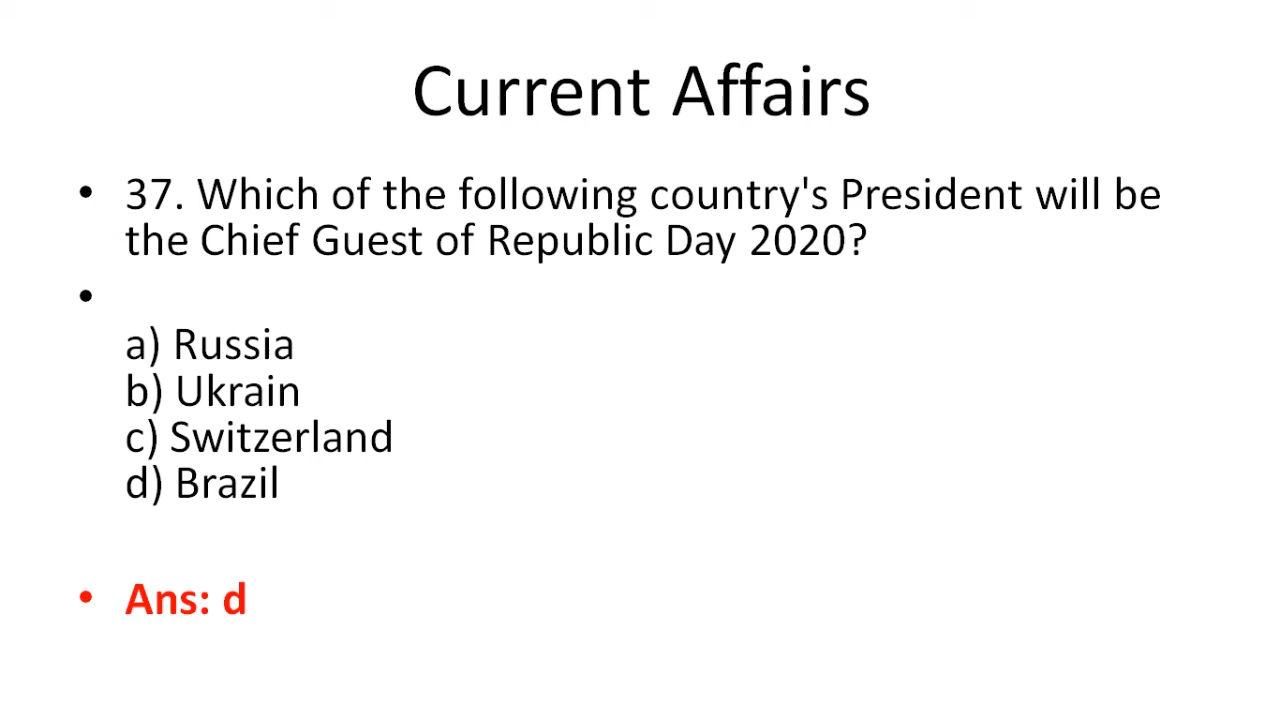 Current Affairs
• 37. Which of the following country's President will be
the Chief Guest of Republic Day 2020?
•
a) Russia
b) Ukrain
c) Switzerland
d) Brazil
• Ans: d